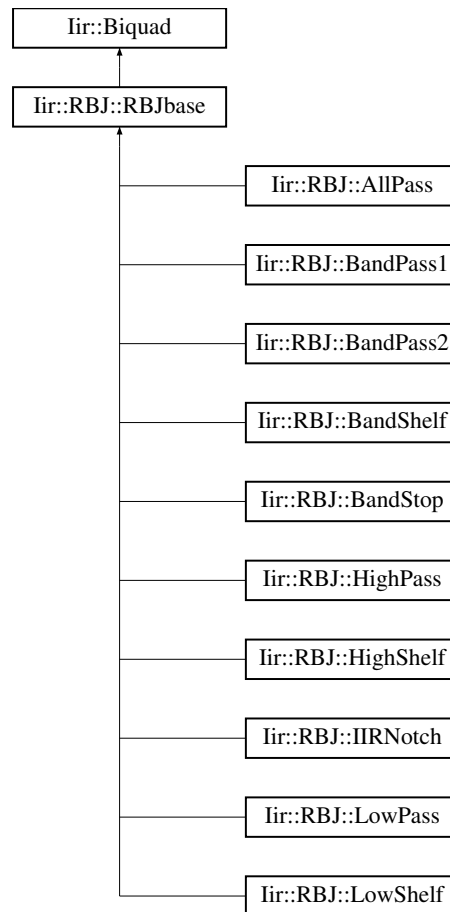 Iir::Biquad
Iir::RBJ::RBJbase
Iir::RBJ::AllPass
Iir::RBJ::BandPass1
Iir::RBJ::BandPass2
Iir::RBJ::BandShelf
Iir::RBJ::BandStop
Iir::RBJ::HighPass
Iir::RBJ::HighShelf
Iir::RBJ::IIRNotch
Iir::RBJ::LowPass
Iir::RBJ::LowShelf